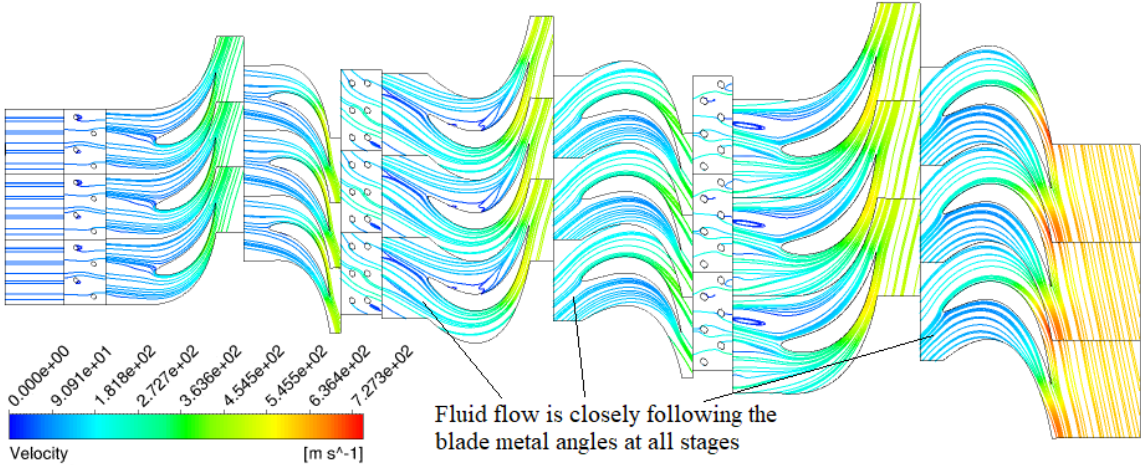 Fluid flow is closely following the
blade metal angles at all stages
0.000e+00
9.091e+01
1.818e+02
2.727e+02
3.636e+02
4.545e+02
5.455e+02
6.364e+02
7.273e+02
Velocity [m s^-1]